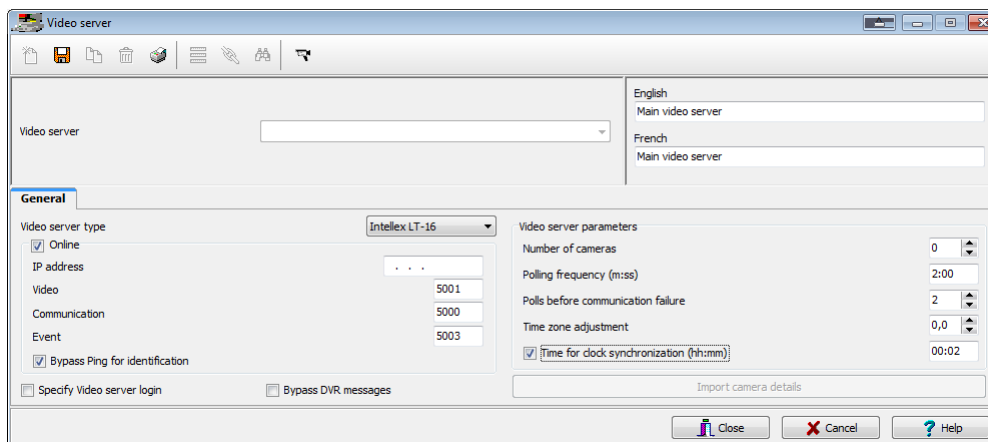 Video server
English
Main video server
Video server
French
Main video server
General
Video server type
Intellex LT-16
Online
IP address
. . .
Video
5001
Communication
5000
Event
5003
Bypass Ping for identification
Specify Video server login
Bypass DVR messages
Video server parameters
Number of cameras
0
Polling frequency (m:ss)
2:00
Polls before communication failure
2
Time zone adjustment
0,0
Time for clock synchronization (hh:mm)
00:02
Import camera details
Close
Cancel
? Help